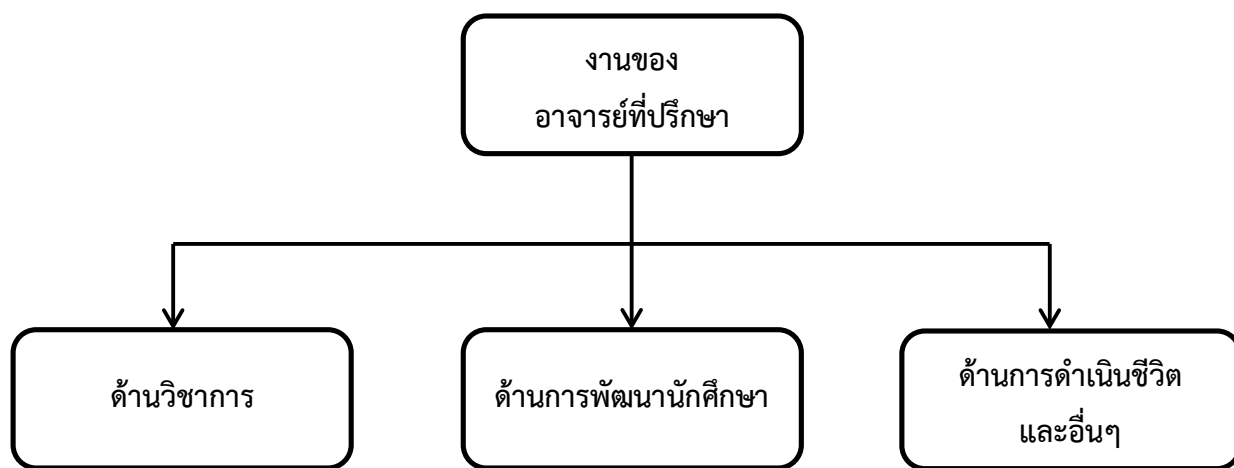 งานของ
อาจารย์ที่ปรึกษา
ด้านวิชาการ
ด้านการพัฒนานักศึกษา
ด้านการดำเนินชีวิต
และอื่นๆ